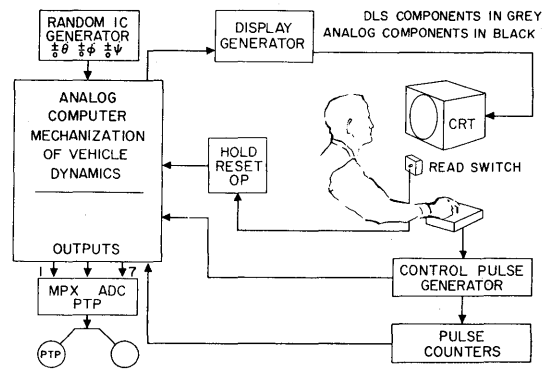 RANDOM IC
GENERATOR
± θ ± φ ± ψ
DISPLAY
GENERATOR
DLS COMPONENTS IN GREY
ANALOG COMPONENTS IN BLACK
ANALOG
COMPUTER
MECHANIZATION
OF VEHICLE
DYNAMICS
OUTPUTS
HOLD
RESET
OP
CRT
READ SWITCH
1 7
MPX ADC
PTP
PTP
CONTROL PULSE
GENERATOR
PULSE
COUNTERS